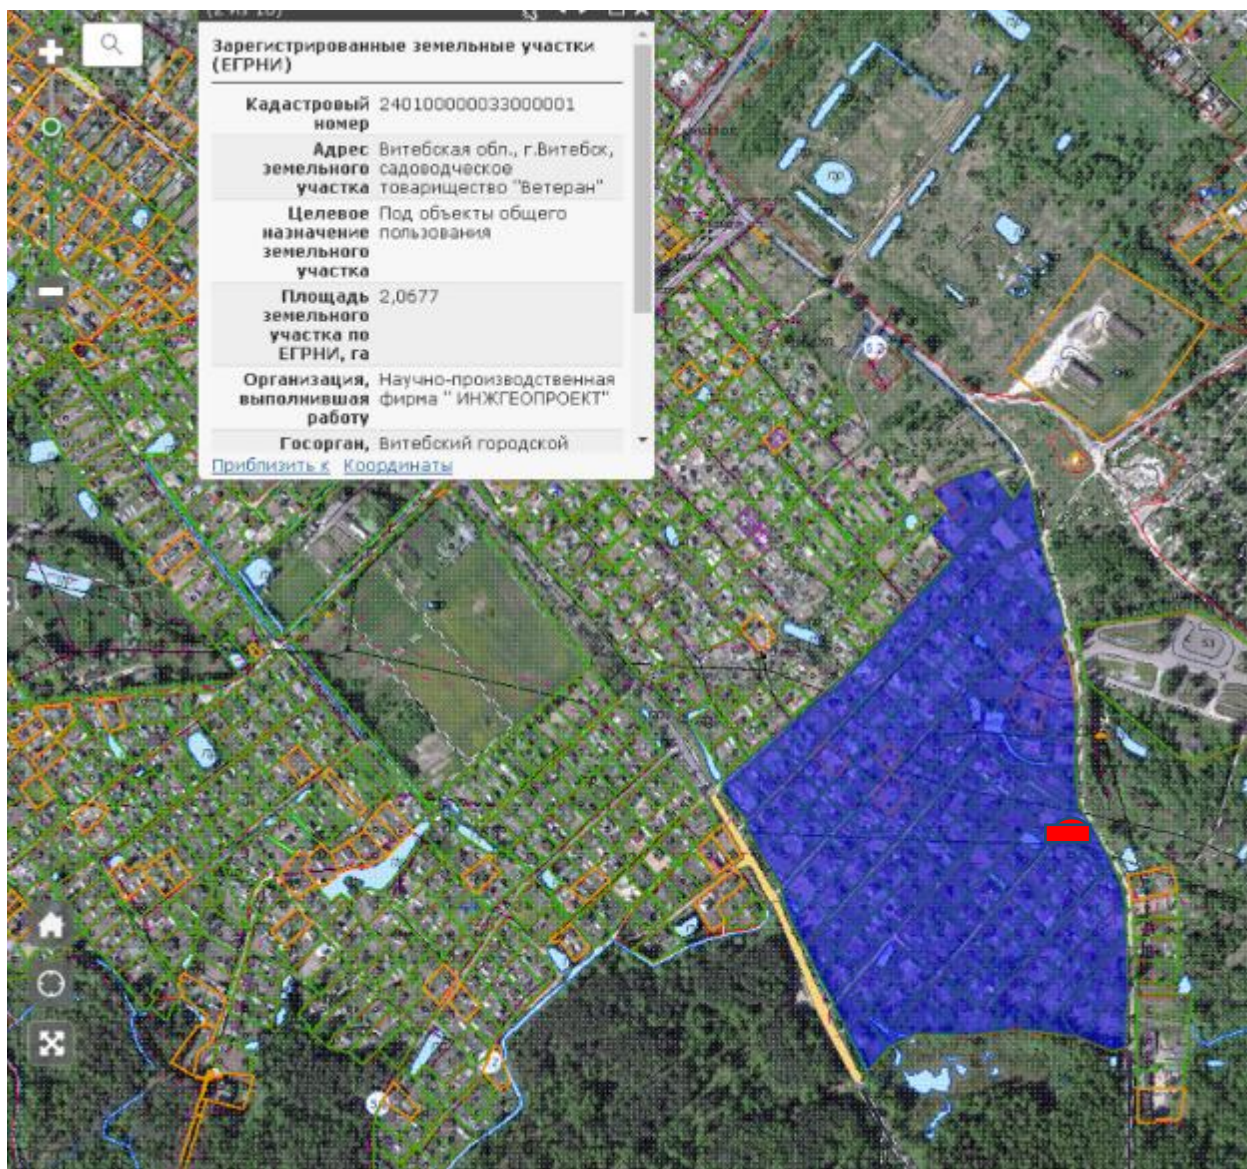 Зарегистрированные земельные участки
(ЕГРНИ)
Кадастровый 240100000033000001
номер
Адрес Витебская обл., г.Витебск,
земельного садоводческое
участка товарищество "Ветеран"
Целевое Под объекты общего
назначение пользования
земельного
участка
Площадь 2,0677
земельного
участка по
ЕГРНИ, га
Организация, Научно-производственная
выполнившая фирма " ИНЖГЕОПРОЕКТ"
работу
Госорган, Витебский городской
Приблизить к Координаты